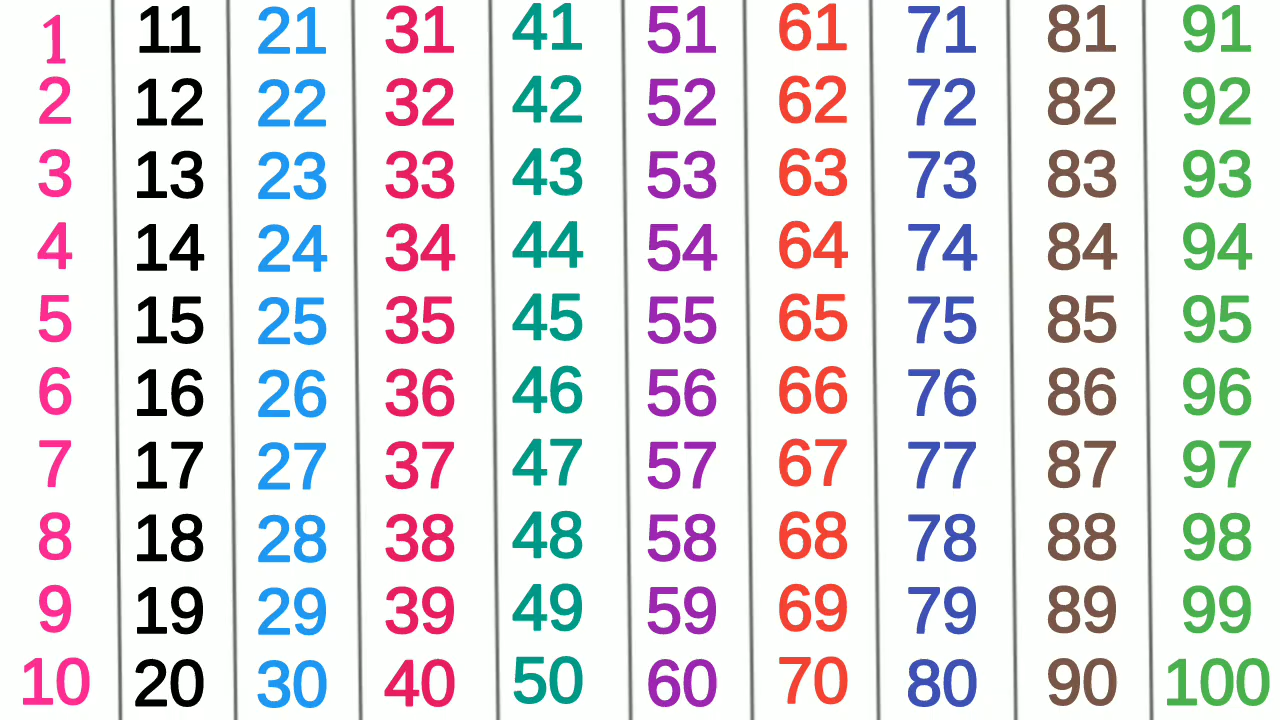 1 11 21 31 41 51 61 71 81 91
2 12 22 32 42 52 62 72 82 92
3 13 23 33 43 53 63 73 83 93
4 14 24 34 44 54 64 74 84 94
5 15 25 35 45 55 65 75 85 95
6 16 26 36 46 56 66 76 86 96
7 17 27 37 47 57 67 77 87 97
8 18 28 38 48 58 68 78 88 98
9 19 29 39 49 59 69 79 89 99
10 20 30 40 50 60 70 80 90 100